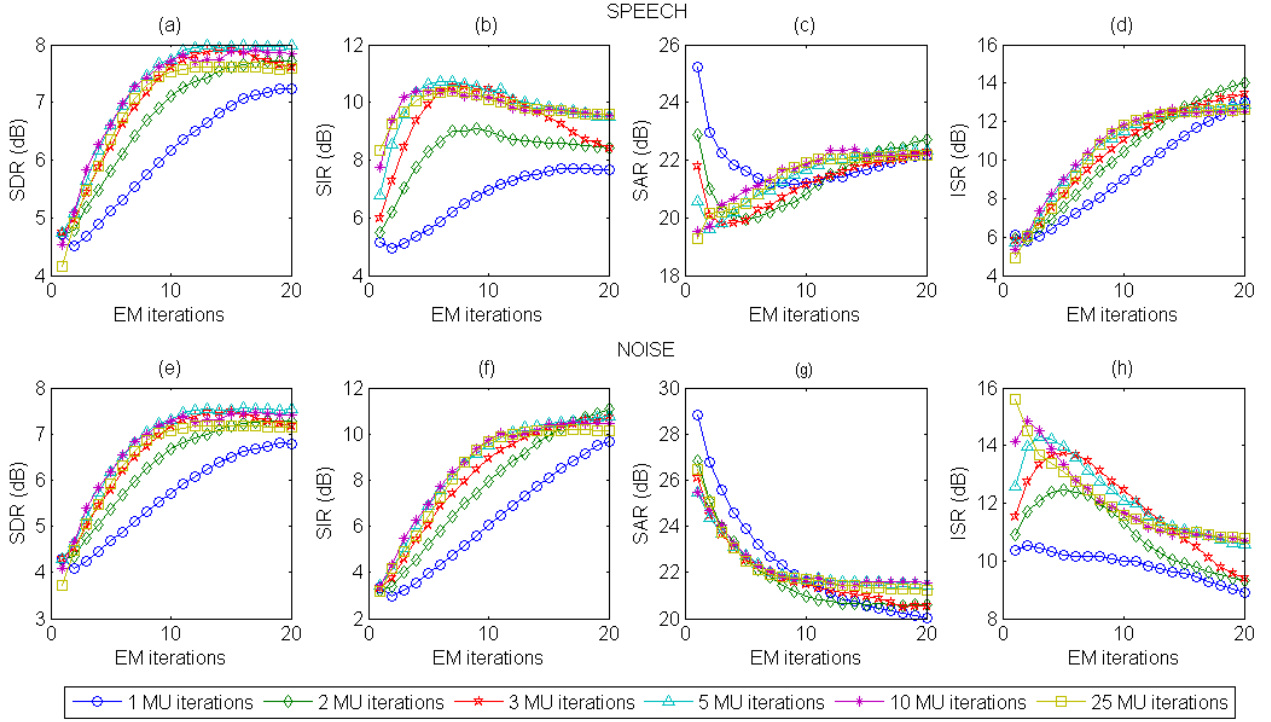 SPEECH
(a) (b) (c) (d)
8 12 26 16
14
7 10 24
12
SDR (dB) SIR (dB) SAR (dB) ISR (dB)
6 8 22 10
8
5 6 20
6
4 4 18 4
0 10 20 0 10 20 0 10 20 0 10 20
EM iterations EM iterations EM iterations EM iterations
NOISE
(e) (f) (g) (h)
8 12 30 16
7 10 28
14
6 8 26
SDR (dB) SIR (dB) SAR (dB) ISR (dB)
12
5 6 24
10
4 4 22
3 2 20 8
0 10 20 0 10 20 0 10 20 0 10 20
EM iterations EM iterations EM iterations EM iterations
1 MU iterations 2 MU iterations 3 MU iterations 5 MU iterations 10 MU iterations 25 MU iterations